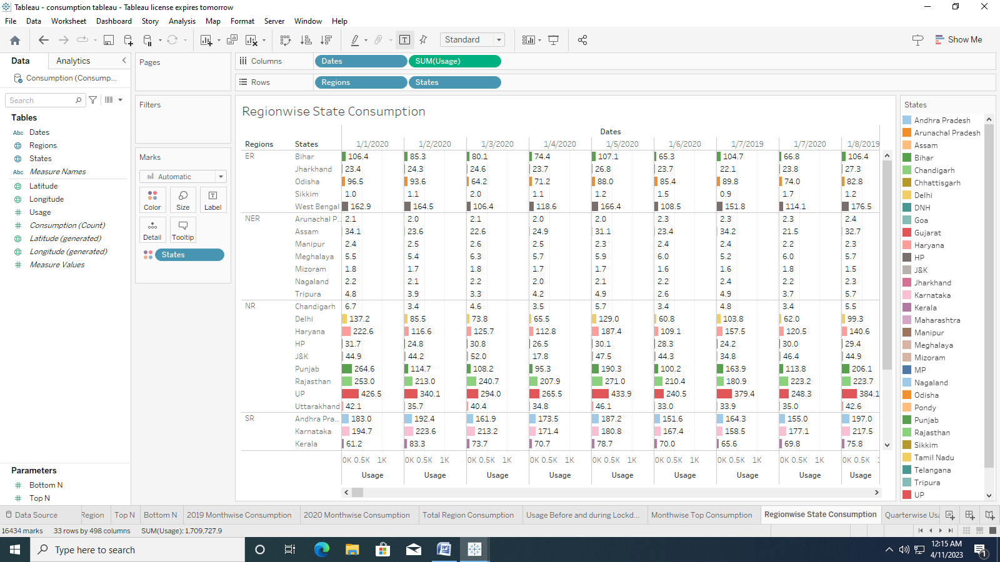 Tableau - consumption tableau - Tableau license expires tomorrow
File Data Worksheet Dashboard Story Analysis Map Format Server Window Help
Standard Show Me
Data Analytics
Consumption (Consump...
Search
Tables
Abc Dates
Regions
States
Abc Measure Names
Latitude
Longitude
Usage
Consumption (Count)
Latitude (generated)
Longitude (generated)
Measure Values
Parameters
Bottom N
Top N
Pages
Filters
Marks
Automatic
Color Size Label
Detail Tooltip
States
Columns Dates SUM(Usage)
Rows Regions States
Regionwise State Consumption
Dates
Regions States 1/1/2020 1/2/2020 1/3/2020 1/4/2020 1/5/2020 1/6/2020 1/7/2019 1/7/2020 1/8/2019
ER Bihar 106.4 85.3 80.1 74.4 107.1 65.3 104.7 66.8 106.4
Jharkhand 23.4 24.3 24.6 23.7 26.8 23.7 22.1 23.8 27.3
Odisha 96.5 93.6 64.2 71.2 88.0 85.4 89.8 74.0 82.8
Sikkim 1.0 1.1 2.0 1.1 1.2 1.5 0.9 1.7 1.2
West Bengal 162.9 164.5 106.4 118.6 166.4 108.5 151.8 114.1 176.5
NER Arunachal P.. 2.1 2.0 2.1 2.0 2.0 2.3 2.3 2.3 2.4
Assam 34.1 23.6 22.6 24.9 31.1 23.4 34.2 21.5 32.7
Manipur 2.4 2.5 2.6 2.5 2.3 2.4 2.4 2.2 2.3
Meghalaya 5.5 5.4 6.3 5.7 5.9 6.0 5.2 6.0 5.7
Mizoram 1.8 1.7 1.8 1.7 1.7 1.6 1.6 1.8 1.5
Nagaland 2.2 2.1 2.2 2.0 2.1 2.2 2.4 2.2 2.3
Tripura 4.8 3.9 3.3 4.2 4.9 2.6 4.9 3.7 5.7
NR Chandigarh 6.7 3.4 4.6 3.5 5.7 3.4 4.8 3.4 5.5
Delhi 137.2 85.5 73.8 65.5 129.0 60.8 103.8 62.0 99.3
Haryana 222.6 116.6 125.7 112.8 187.4 109.1 157.5 120.5 140.6
HP 31.7 24.8 30.8 26.5 30.1 28.3 24.2 30.0 29.4
J&K 44.9 44.2 52.0 17.8 47.5 44.3 34.8 46.4 44.9
Punjab 264.6 114.7 108.2 95.3 190.3 100.2 163.9 113.8 206.1
Rajasthan 253.0 213.0 240.7 207.9 271.0 210.4 180.9 223.2 223.7
UP 426.5 340.1 294.0 265.5 433.9 240.5 379.4 248.3 384.1
Uttarakhand 42.1 35.7 40.4 34.8 46.1 33.0 33.9 35.0 42.6
SR Andhra Pra.. 183.0 192.4 161.9 173.5 187.2 151.6 164.3 155.0 197.0
Karnataka 194.7 223.6 213.2 171.4 180.8 167.4 158.5 177.1 217.5
Kerala 61.2 83.3 73.7 70.7 78.7 70.0 65.6 69.8 75.8
0K 0.5K 1K 0K 0.5K 1K 0K 0.5K 1K 0K 0.5K 1K 0K 0.5K 1K 0K 0.5K 1K 0K 0.5K 1K 0K 0.5K 1K 0K 0.5K
Usage Usage Usage Usage Usage Usage Usage Usage Usage
States
Andhra Pradesh
Arunachal Pradesh
Assam
Bihar
Chandigarh
Chhattisgarh
Delhi
DNH
Goa
Gujarat
Haryana
HP
J&K
Jharkhand
Karnataka
Kerala
Maharashtra
Manipur
Meghalaya
Mizoram
MP
Nagaland
Odisha
Pondy
Punjab
Rajasthan
Sikkim
Tamil Nadu
Telangana
Tripura
UP
Data Source Region Top N Bottom N 2019 Monthwise Consumption 2020 Monthwise Consumption Total Region Consumption Usage Before and during Lockd... Monthwise Top Consumption Regionwise State Consumption Quarterwise Usa
16434 marks 33 rows by 498 columns SUM(Usage): 1,709,727.9
Type here to search
12:15 AM
4/11/2023
1